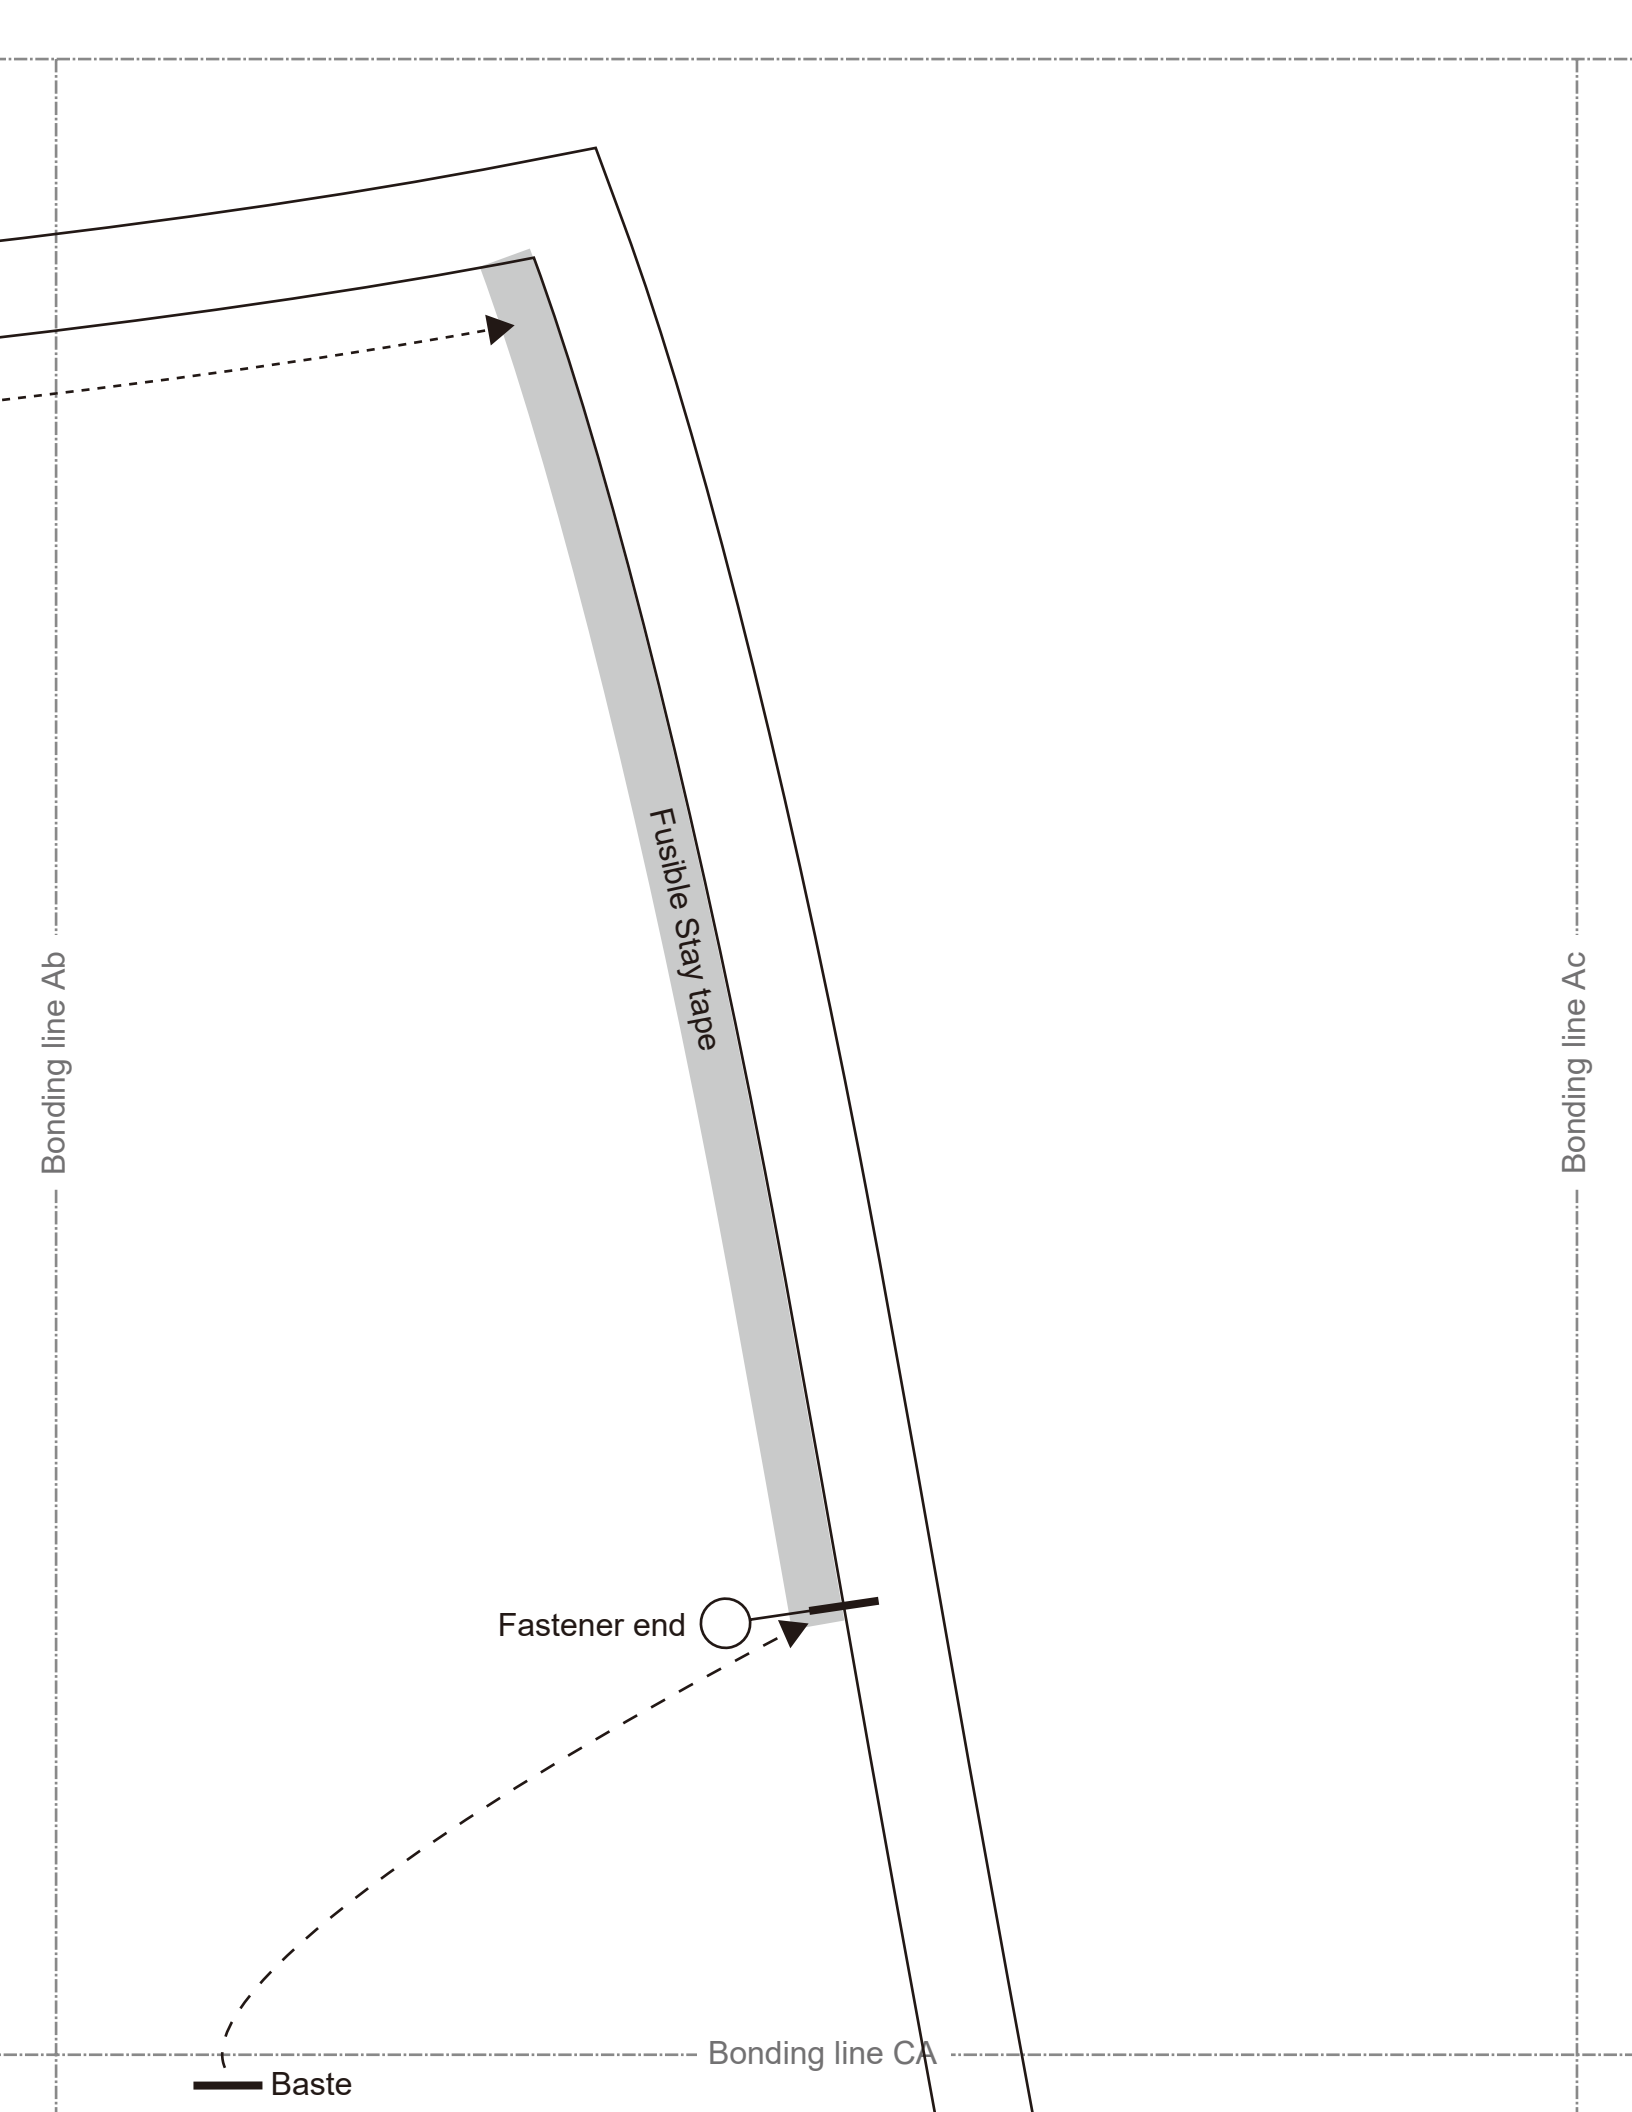 Fusible Stay tape
Bonding line Ab
Bonding line Ac
Fastener end
Bonding line CA
Baste